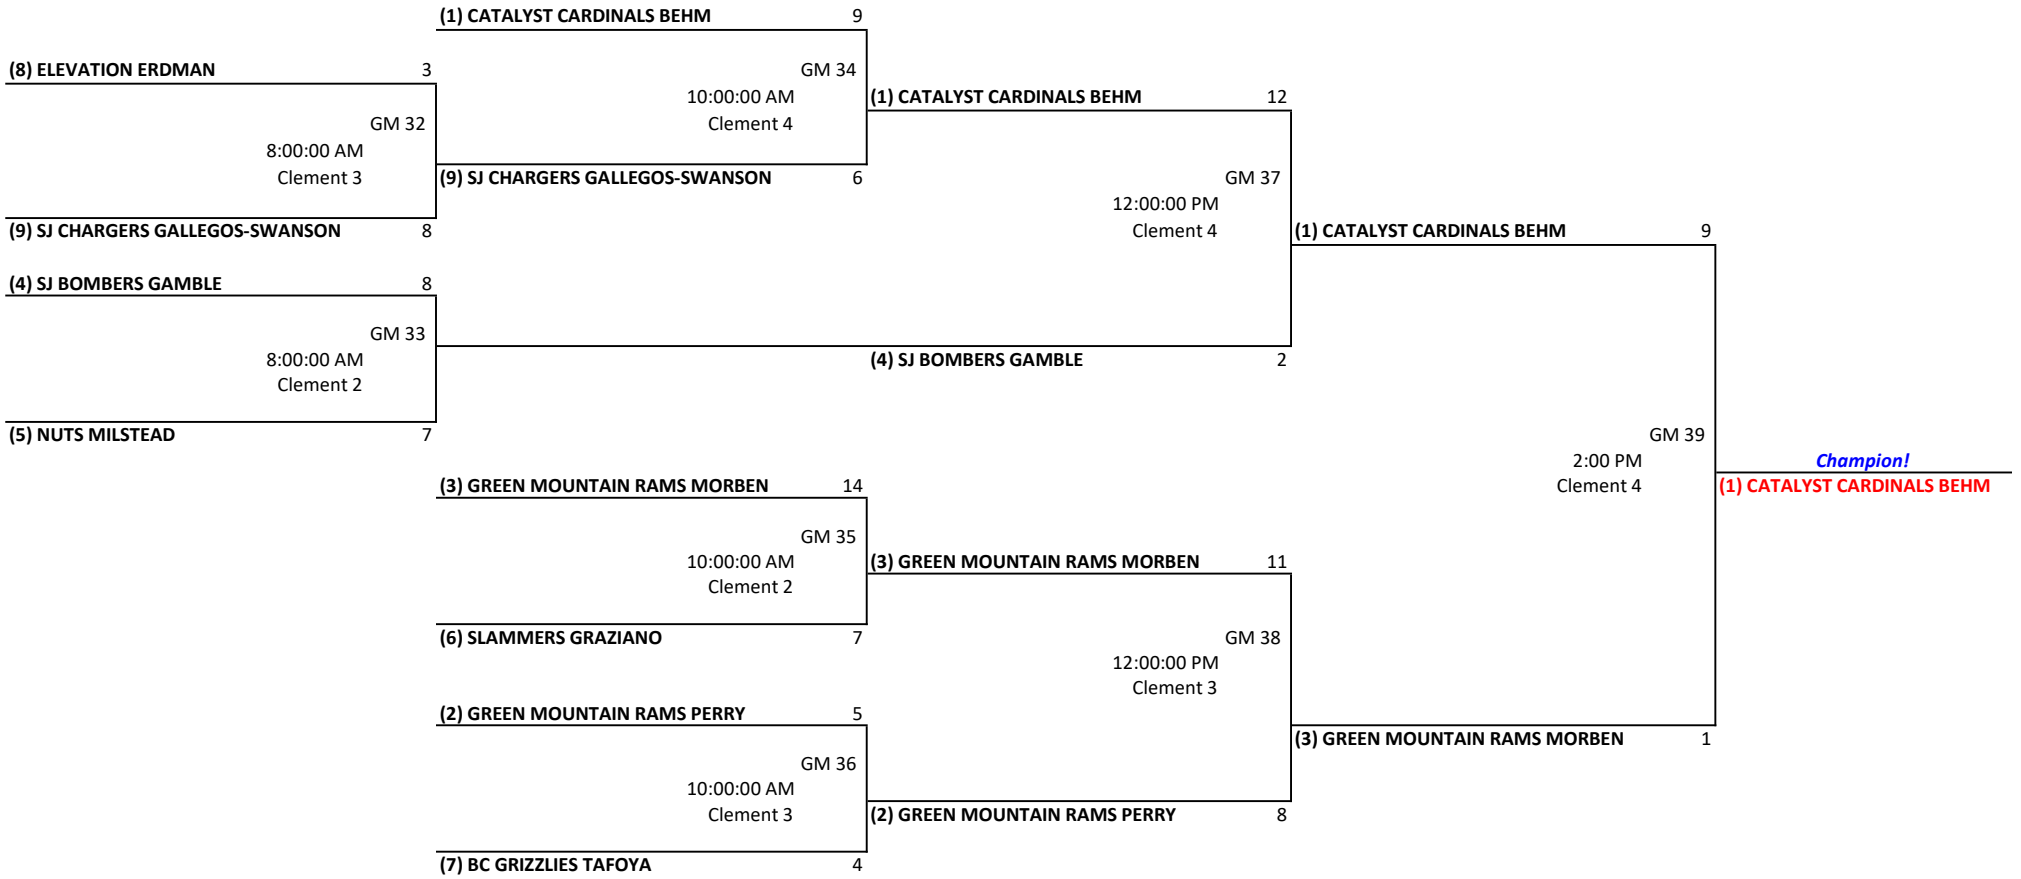 (1) CATALYST CARDINALS BEHM 9
(8) ELEVATION ERDMAN 3
GM 34
10:00:00 AM
Clement 4
(1) CATALYST CARDINALS BEHM 12
GM 32
8:00:00 AM
Clement 3
(9) SJ CHARGERS GALLEGOS-SWANSON 6
GM 37
12:00:00 PM
Clement 4
(9) SJ CHARGERS GALLEGOS-SWANSON 8
(1) CATALYST CARDINALS BEHM 9
(4) SJ BOMBERS GAMBLE 8
GM 33
8:00:00 AM
Clement 2
(4) SJ BOMBERS GAMBLE 2
(5) NUTS MILSTEAD 7
GM 39
2:00 PM
Clement 4
Champion!
(1) CATALYST CARDINALS BEHM
(3) GREEN MOUNTAIN RAMS MORBEN 14
GM 35
10:00:00 AM
Clement 2
(3) GREEN MOUNTAIN RAMS MORBEN 11
(6) SLAMMERS GRAZIANO 7
GM 38
12:00:00 PM
Clement 3
(2) GREEN MOUNTAIN RAMS PERRY 5
(3) GREEN MOUNTAIN RAMS MORBEN 1
GM 36
10:00:00 AM
Clement 3
(2) GREEN MOUNTAIN RAMS PERRY 8
(7) BC GRIZZLIES TAFOYA 4